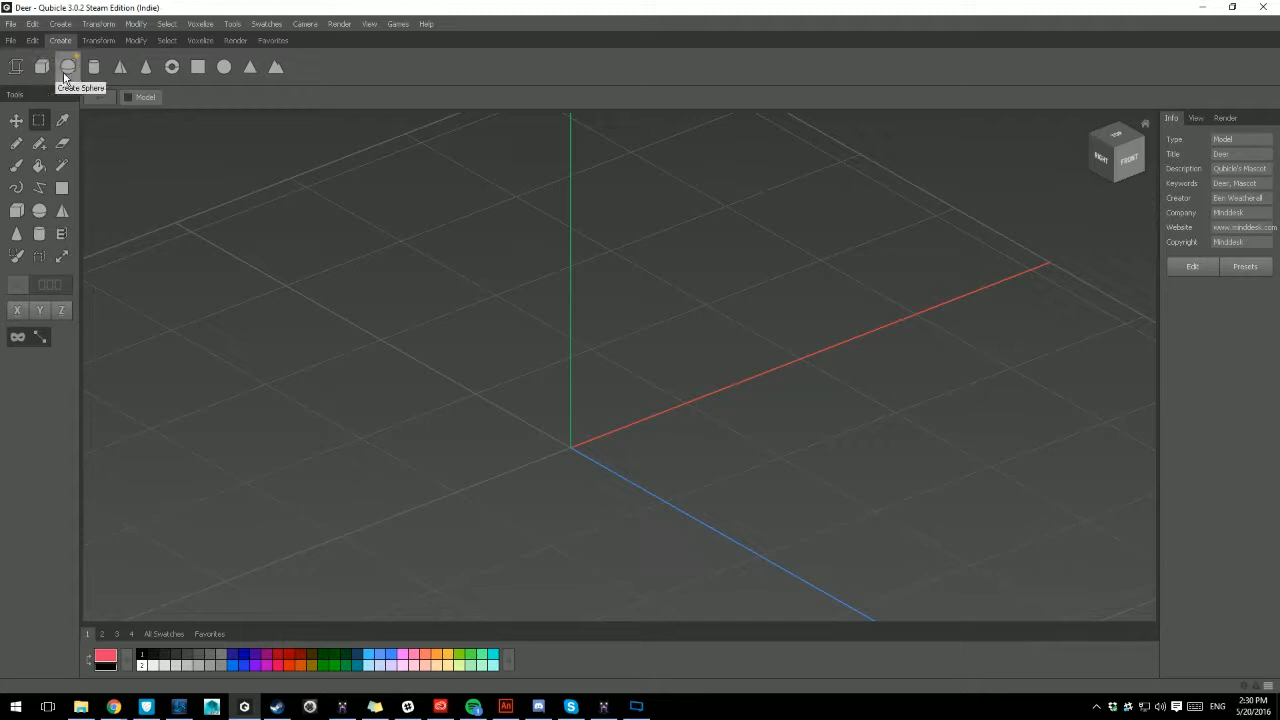 Deer - Qubicle 3.0.2 Steam Edition (Indie)
File Edit Create Transform Modify Select Voxelize Tools Swatches Camera Render View Games Help
File Edit Create Transform Modify Select Voxelize Render Favorites
Create Sphere
Tools
Model
Info View Render
TOP
RIGHT
FRONT
Type Model
Title Deer
Description Qubicle's Mascot
Keywords Deer, Mascot
Creator Ben Weatherall
Company Minddesk
Website www.minddesk.com
Copyright Minddesk
Edit Presets
X Y Z
1 2 3 4 All Swatches Favorites
1
2
ENG
2:30 PM
5/20/2016